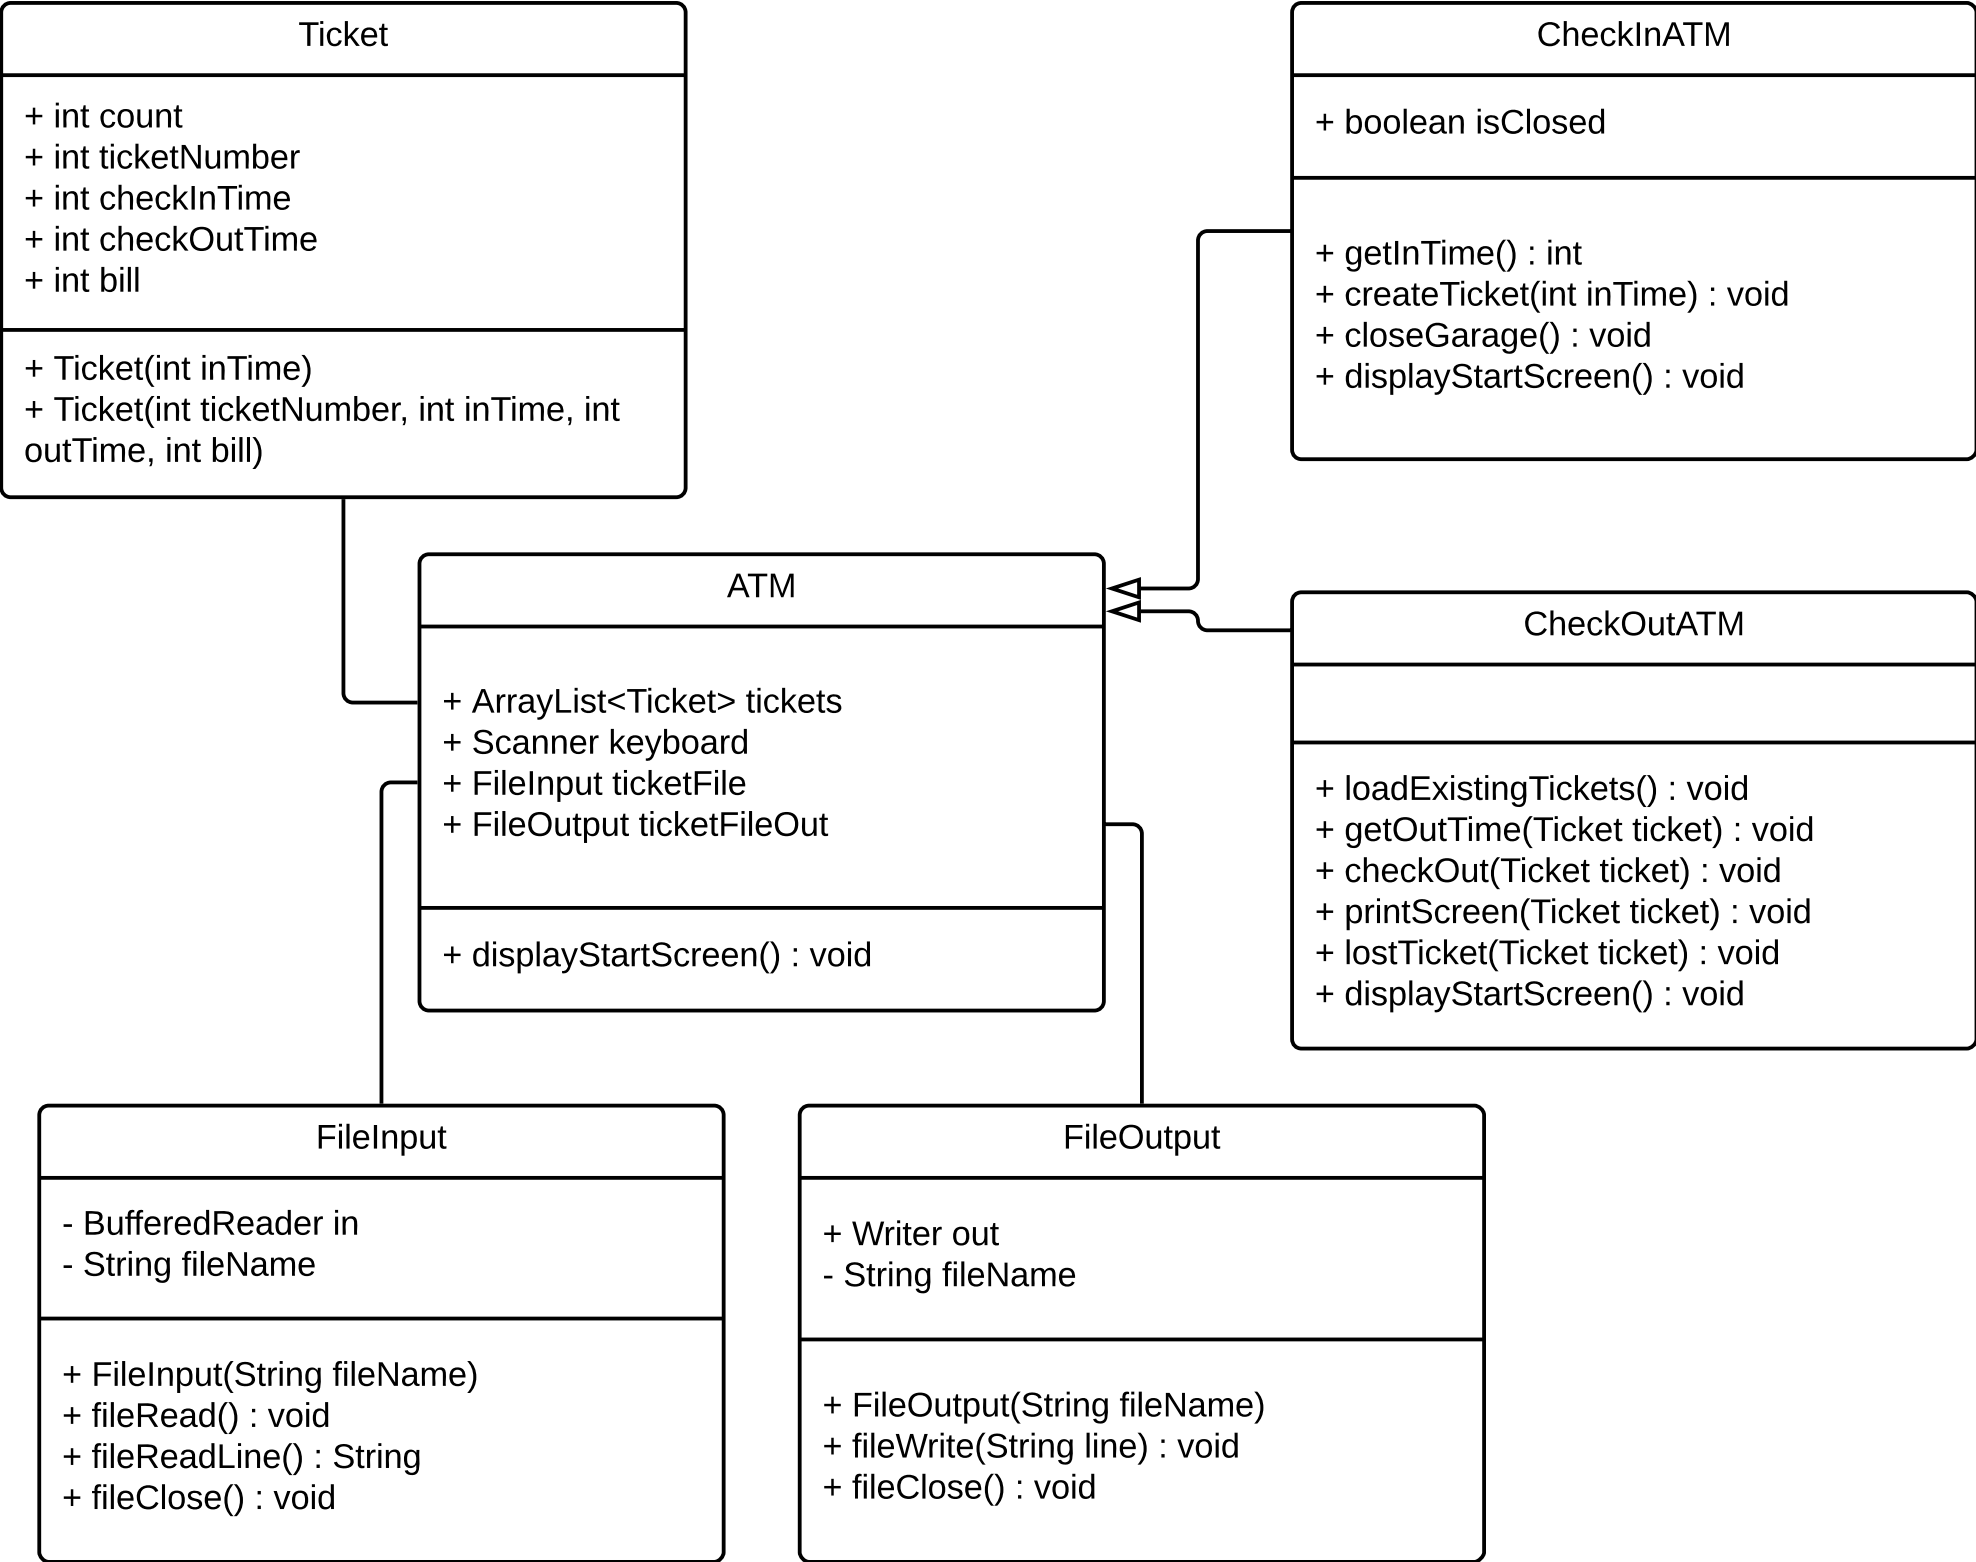 Ticket
+ int count
+ int ticketNumber
+ int checkInTime
+ int checkOutTime
+ int bill
+ Ticket(int inTime)
+ Ticket(int ticketNumber, int inTime, int
outTime, int bill)
CheckInATM
+ boolean isClosed
+ getInTime() : int
+ createTicket(int inTime) : void
+ closeGarage() : void
+ displayStartScreen() : void
ATM
+ ArrayList<Ticket> tickets
+ Scanner keyboard
+ FileInput ticketFile
+ FileOutput ticketFileOut
+ displayStartScreen() : void
CheckOutATM
+ loadExistingTickets() : void
+ getOutTime(Ticket ticket) : void
+ checkOut(Ticket ticket) : void
+ printScreen(Ticket ticket) : void
+ lostTicket(Ticket ticket) : void
+ displayStartScreen() : void
FileInput
- BufferedReader in
- String fileName
+ FileInput(String fileName)
+ fileRead() : void
+ fileReadLine() : String
+ fileClose() : void
FileOutput
+ Writer out
- String fileName
+ FileOutput(String fileName)
+ fileWrite(String line) : void
+ fileClose() : void